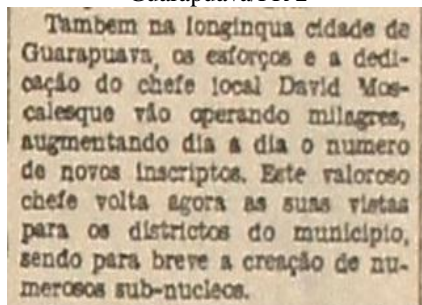 Tambem na longinqua cidade de
Guarapuava, os esforços e a dedi-
cação do chefe local David Mos-
calesque vão operando milagres,
augmentando dia a dia o numero
de novos inscriptos. Este valoroso
chefe volta agora as suas vistas
para os districtos do municipio,
sendo para breve a creação de nu-
merosos sub-nucleos.